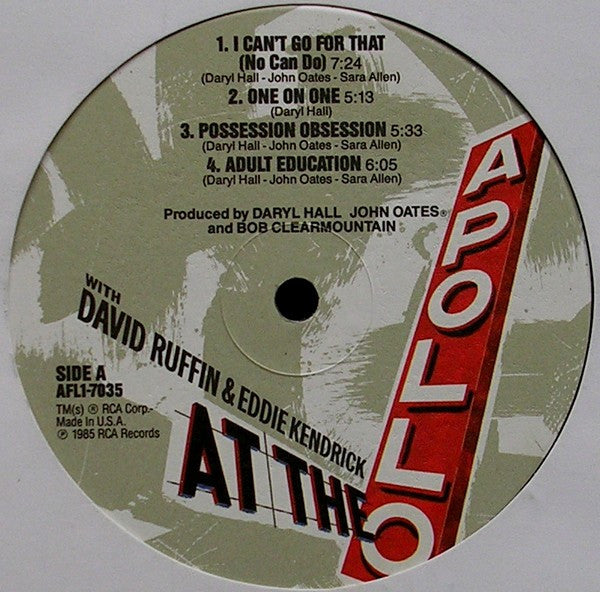 1. I CAN'T GO FOR THAT
(No Can Do) 7:24
(Daryl Hall - John Oates - Sara Allen)
2. ONE ON ONE 5:13
(Daryl Hall)
3. POSSESSION OBSESSION 5:33
(Daryl Hall - John Oates - Sara Allen)
4. ADULT EDUCATION 6:05
(Daryl Hall - John Oates - Sara Allen)
Produced by DARYL HALL JOHN OATES®
and BOB CLEARMOUNTAIN
WITH
DAVID RUFFIN & EDDIE KENDRICK
AT THE
APOLLO
SIDE A
AFL1-7035
TM(s) ® RCA Corp.-
Made in U.S.A.
℗ 1985 RCA Records